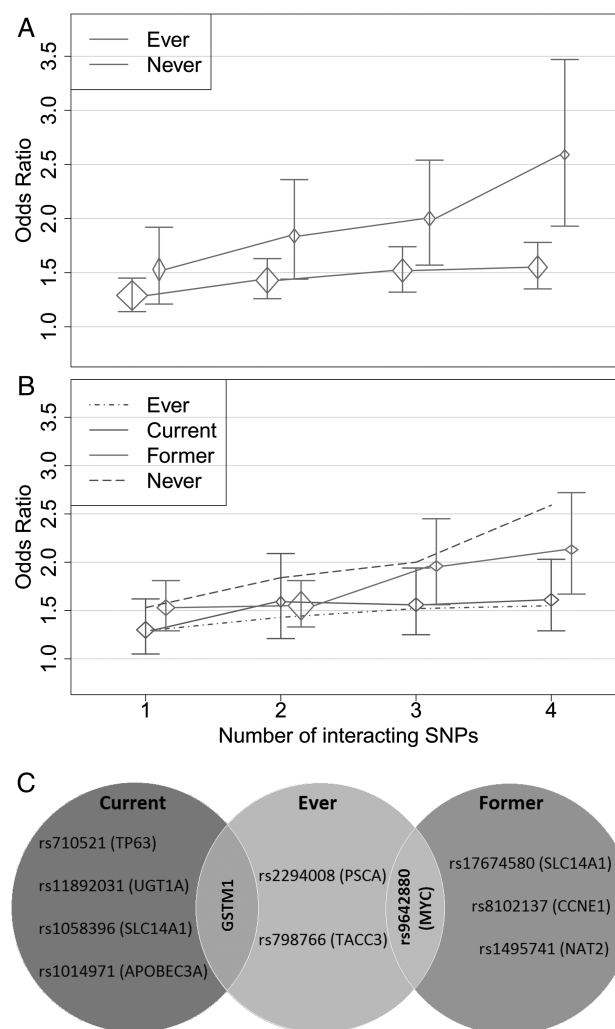 A
Ever
Never
Odds Ratio
3.5
3.0
2.5
2.0
1.5
1.0
B
Ever
Current
Former
Never
Odds Ratio
3.5
3.0
2.5
2.0
1.5
1.0
1 2 3 4
Number of interacting SNPs
C
Current
Ever
Former
rs710521 (TP63)
rs11892031 (UGT1A)
rs1058396 (SLC14A1)
rs1014971 (APOBEC3A)
GSTM1
rs2294008 (PSCA)
rs798766 (TACC3)
rs9642880
(MYC)
rs17674580 (SLC14A1)
rs8102137 (CCNE1)
rs1495741 (NAT2)